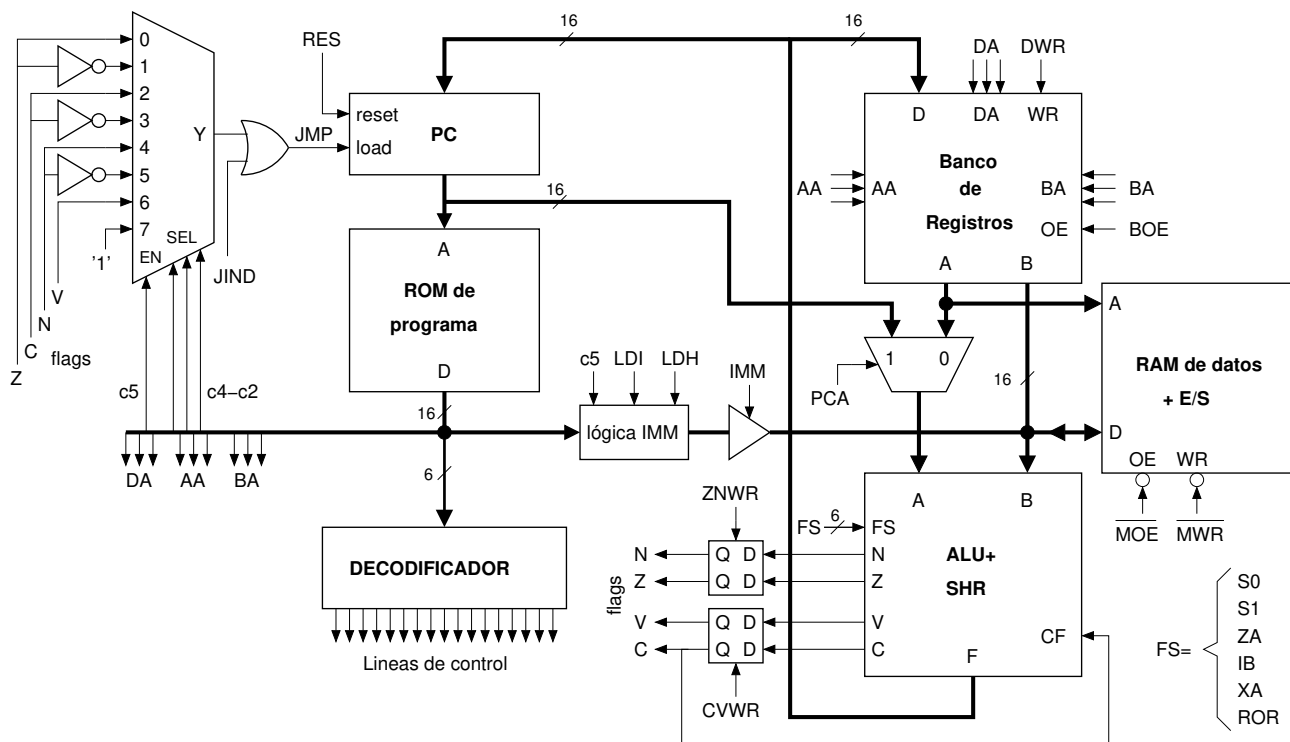 0
1
2
3
4
5
6
7
Y
SEL
EN
'1'
V
N
C
Z
flags
c5
c4–c2
JIND
JMP
RES
reset
load
PC
16
16
16
A
ROM de
programa
D
16
6
DA
AA
BA
DECODIFICADOR
Lineas de control
c5
LDI
LDH
lógica IMM
IMM
PCA
1
0
DA
DWR
D
DA
WR
Banco
de
Registros
AA
AA
BA
BA
OE
BOE
A
B
16
A
RAM de datos
+ E/S
D
OE
WR
MOE
MWR
A
B
FS
6
FS
ALU+
SHR
N
Z
V
C
CF
F
ZNWR
Q D
Q D
Q D
Q D
CVWR
N
Z
V
C
flags
FS=
S0
S1
ZA
IB
XA
ROR